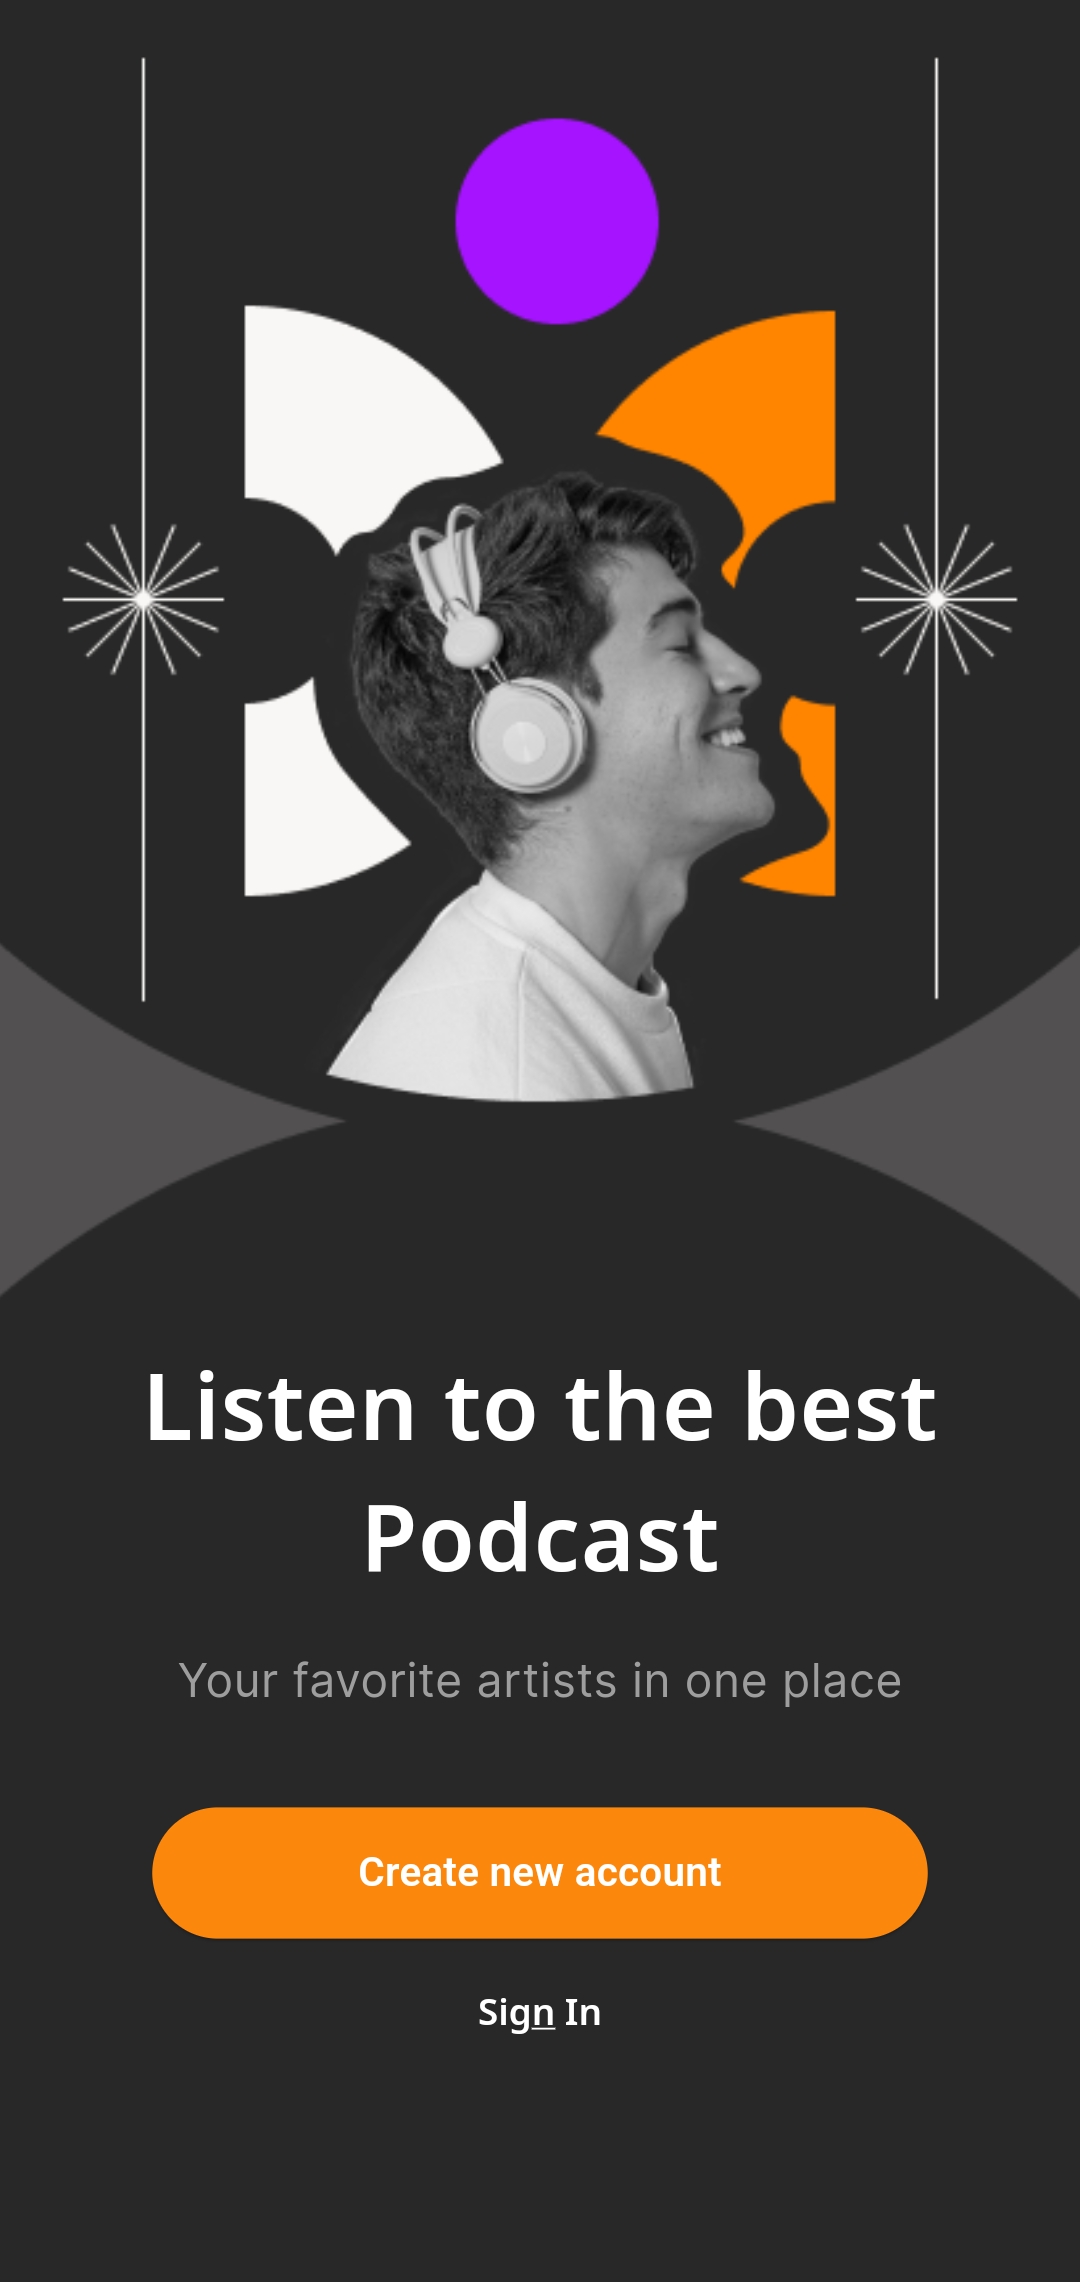 Listen to the best
Podcast
Your favorite artists in one place
Create new account
Sign In